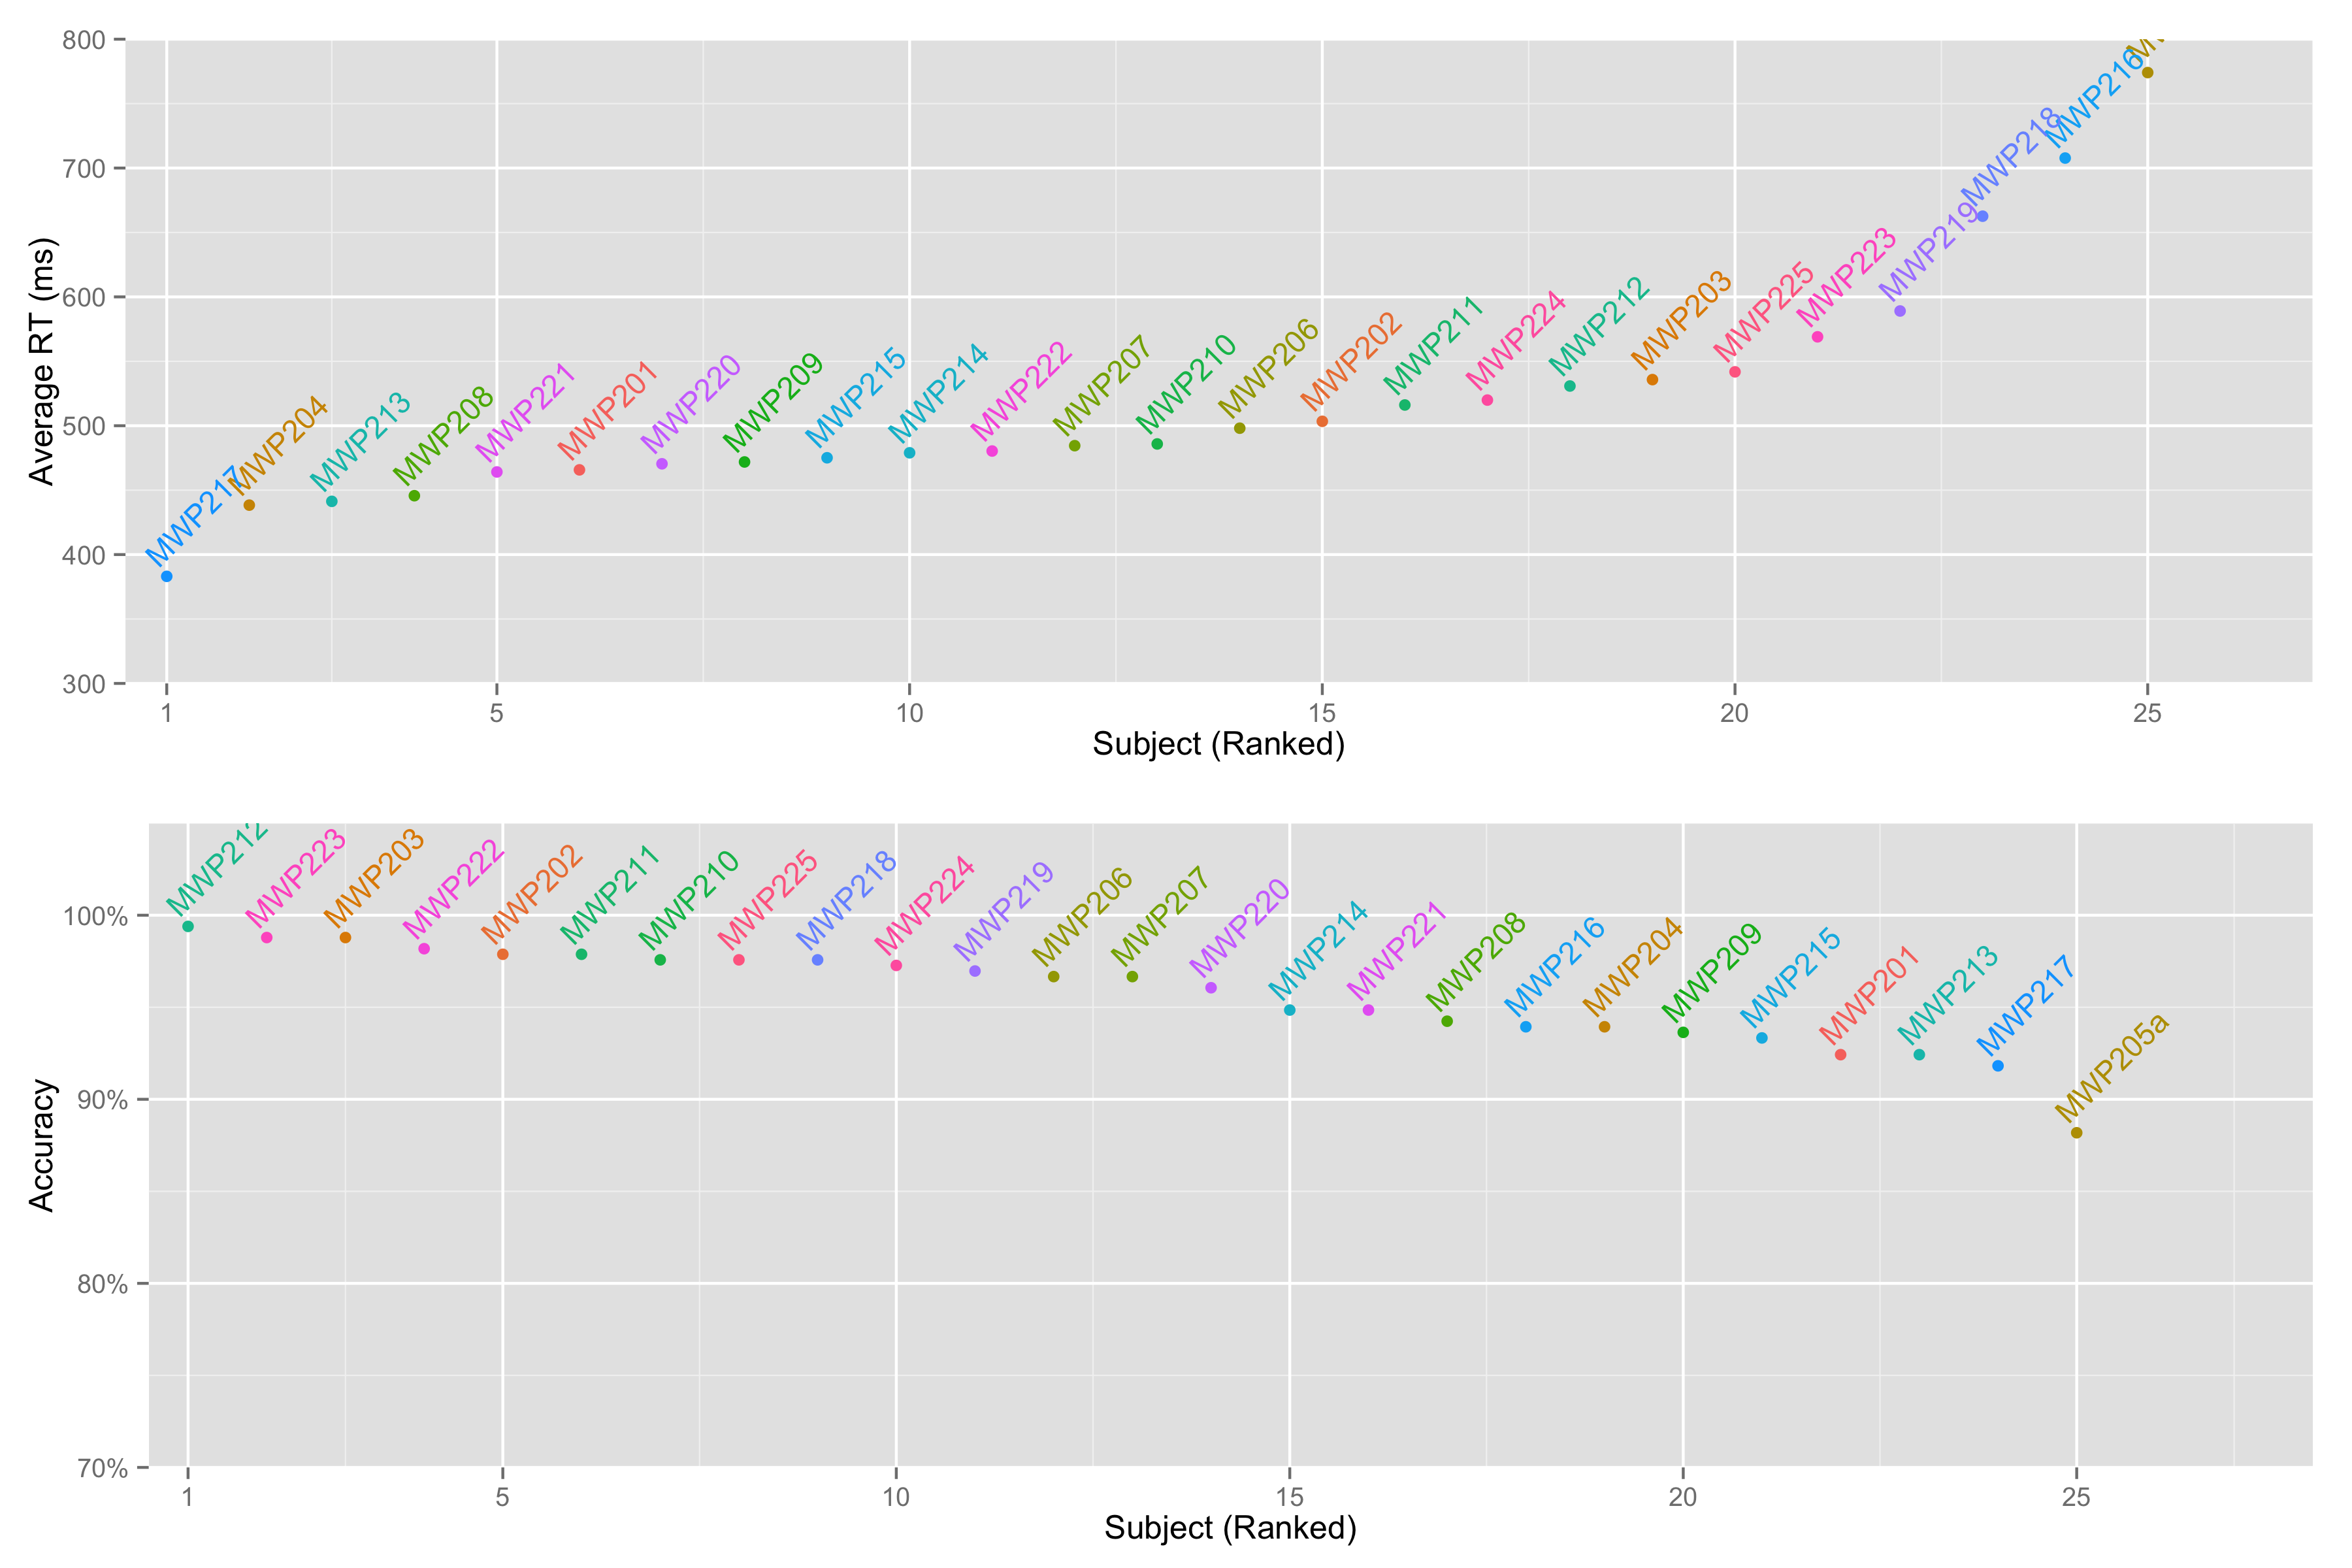 800
700
600
500
400
300
Average RT (ms)
MWP217
MWP204
MWP213
MWP208
MWP221
MWP201
MWP220
MWP209
MWP215
MWP214
MWP222
MWP207
MWP210
MWP206
MWP202
MWP211
MWP224
MWP212
MWP203
MWP225
MWP223
MWP219
MWP218
MWP216
1 5 10 15 20 25
Subject (Ranked)
100%
90%
80%
70%
Accuracy
MWP212
MWP223
MWP203
MWP222
MWP202
MWP211
MWP210
MWP225
MWP218
MWP224
MWP219
MWP206
MWP207
MWP220
MWP214
MWP221
MWP208
MWP216
MWP204
MWP209
MWP215
MWP201
MWP213
MWP217
MWP205a
1 5 10 15 20 25
Subject (Ranked)